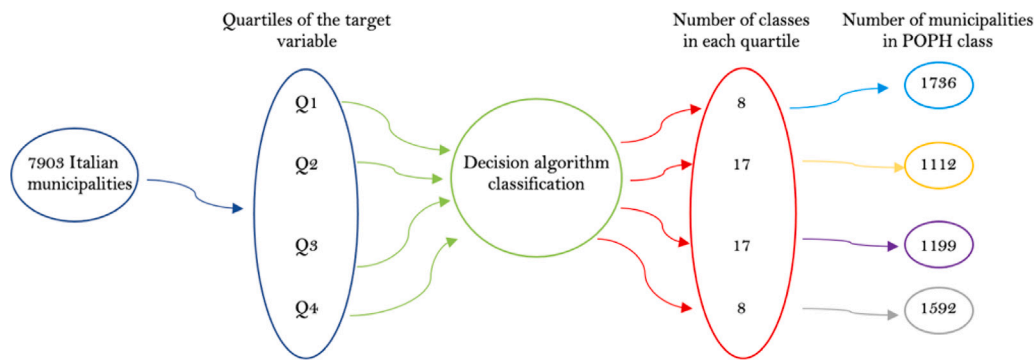 Quartiles of the target
variable
Number of classes
in each quartile
Number of municipalities
in POPH class
7903 Italian
municipalities
Q1
Q2
Q3
Q4
Decision algorithm
classification
8
17
17
8
1736
1112
1199
1592